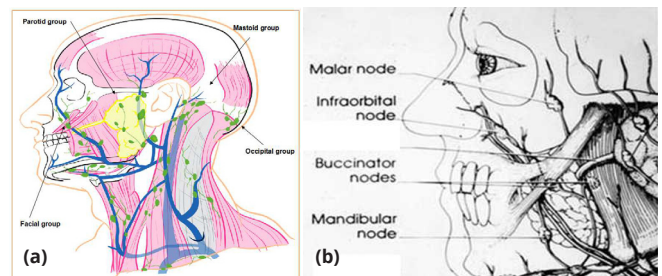 Parotid group
Mastoid group
Occipital group
Facial group
(a)
Malar node
Infraorbital
node
Buccinator
nodes
Mandibular
node
(b)